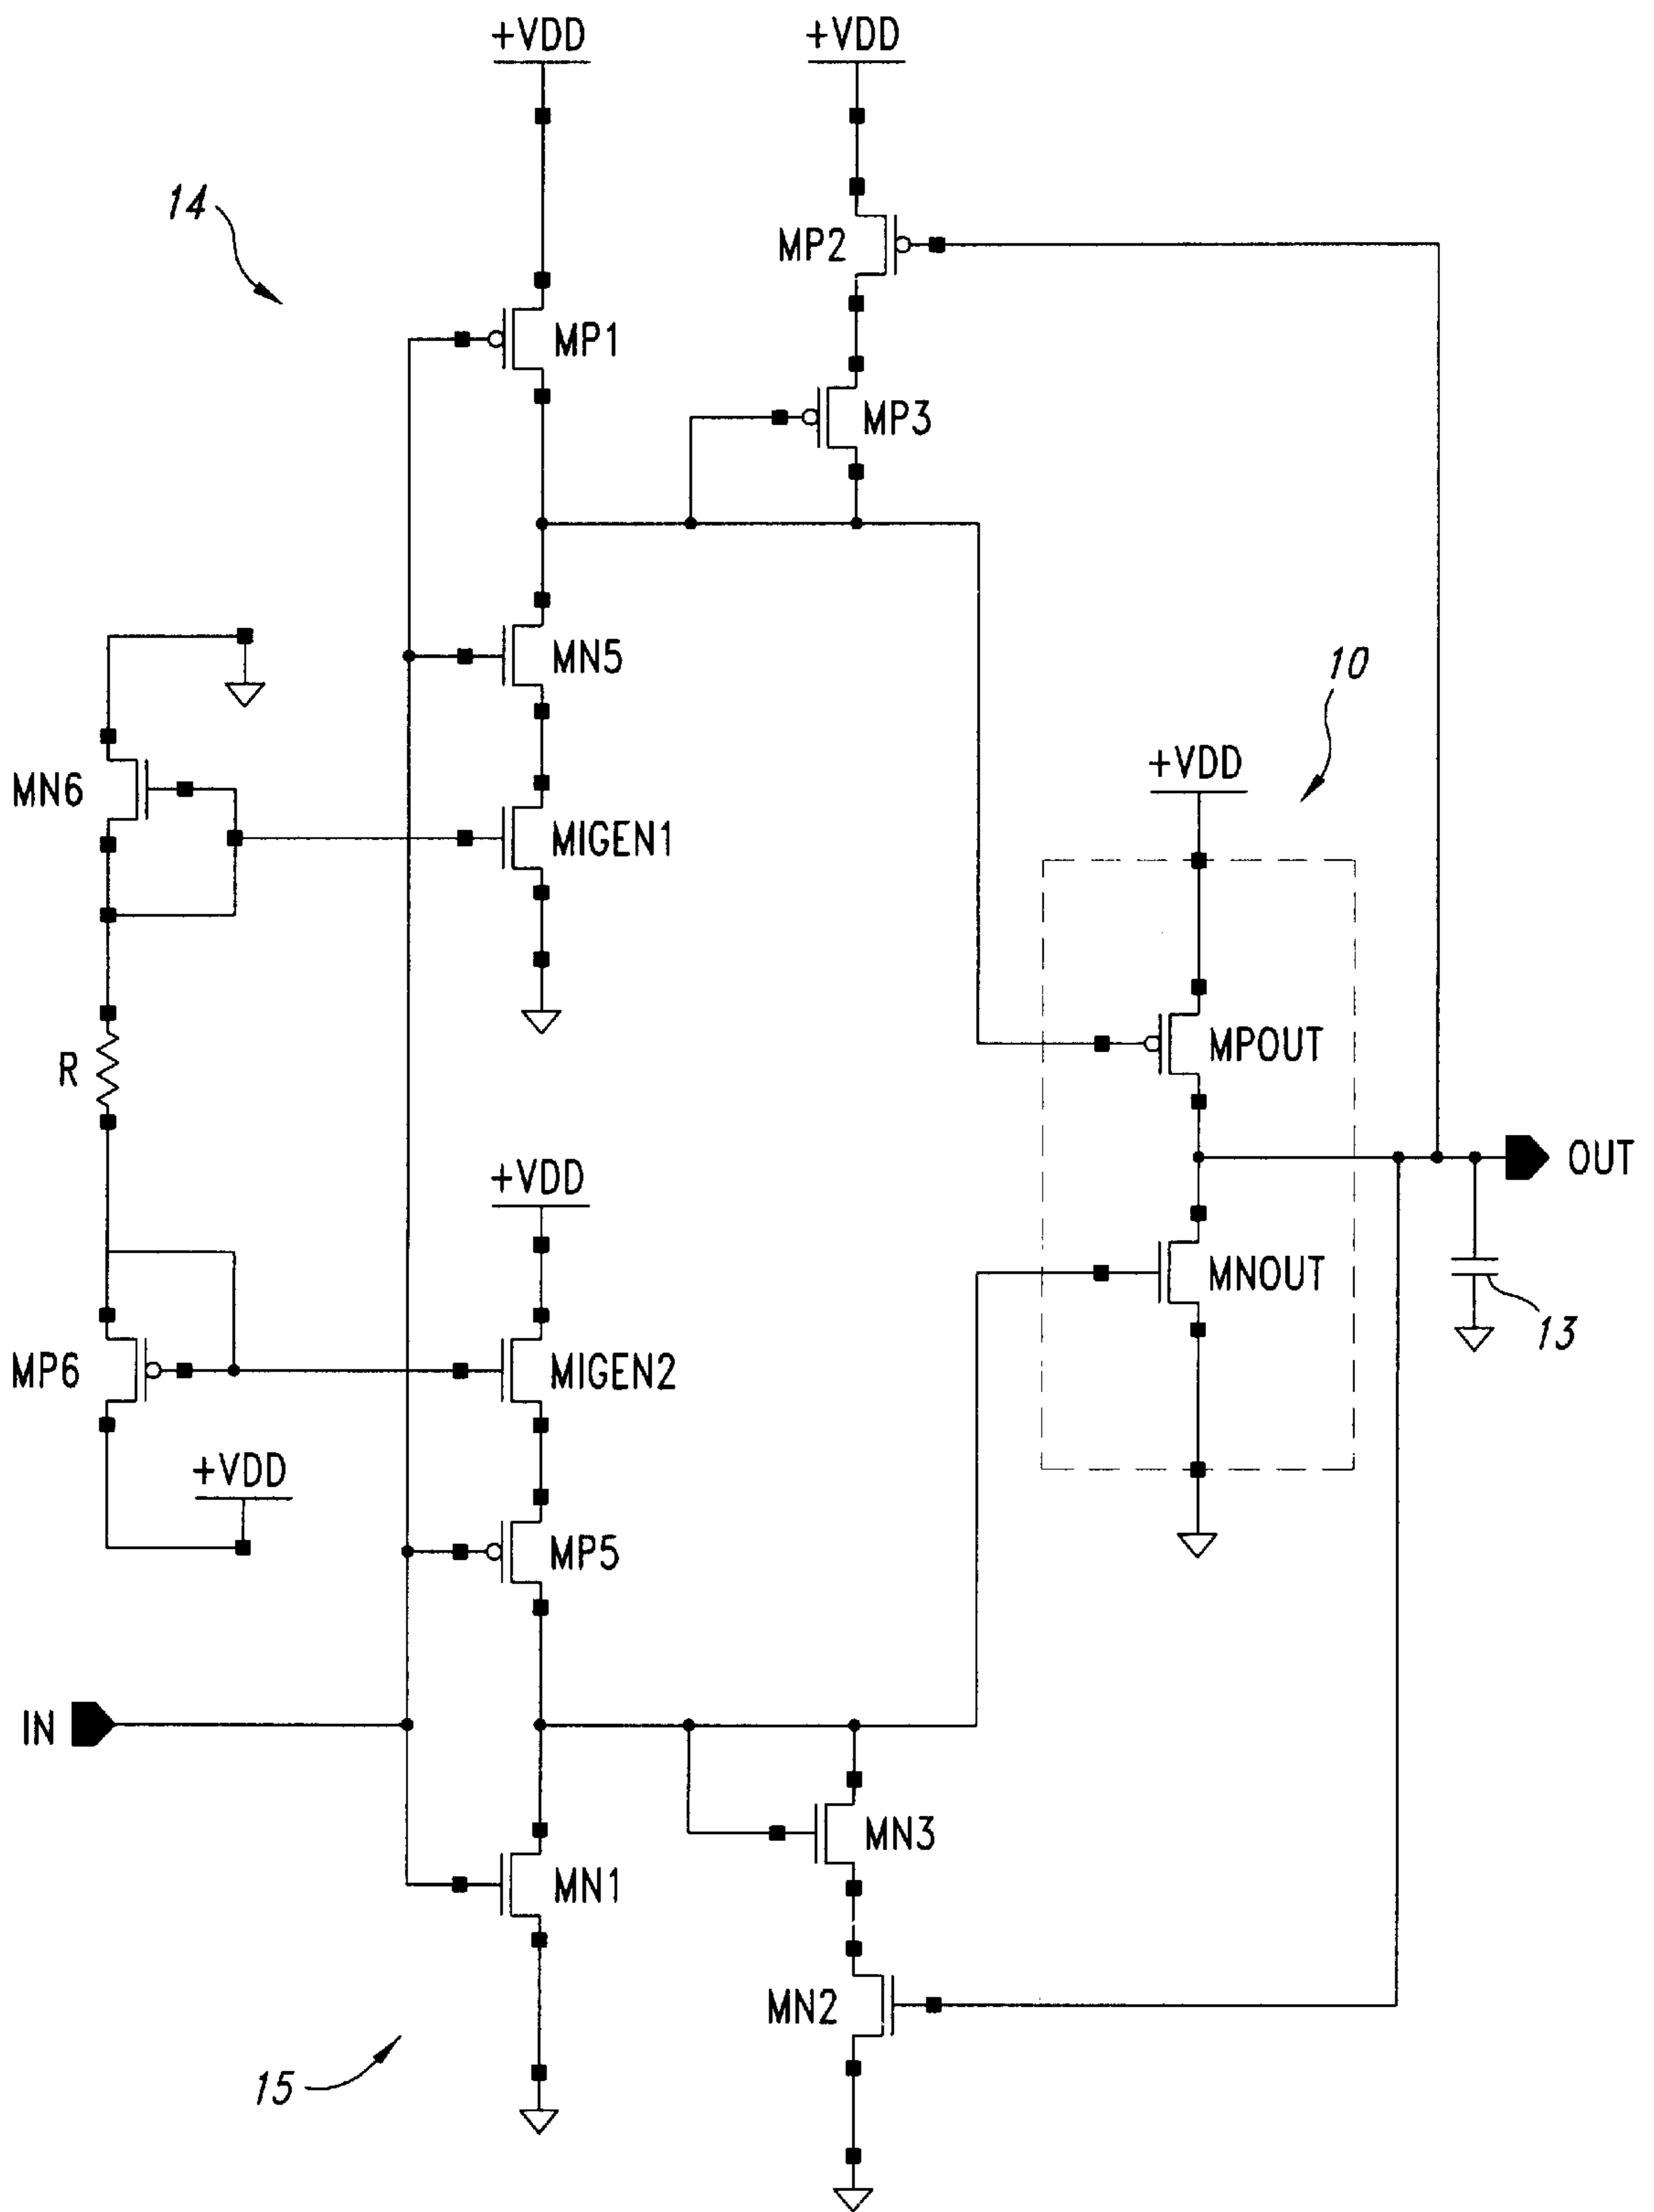 +VDD
+VDD
14
MP2
MP1
MP3
MN5
10
+VDD
MN6
MIGEN1
MPOUT
R
OUT
+VDD
MNOUT
13
MP6
MIGEN2
+VDD
MP5
IN
MN3
MN1
MN2
15